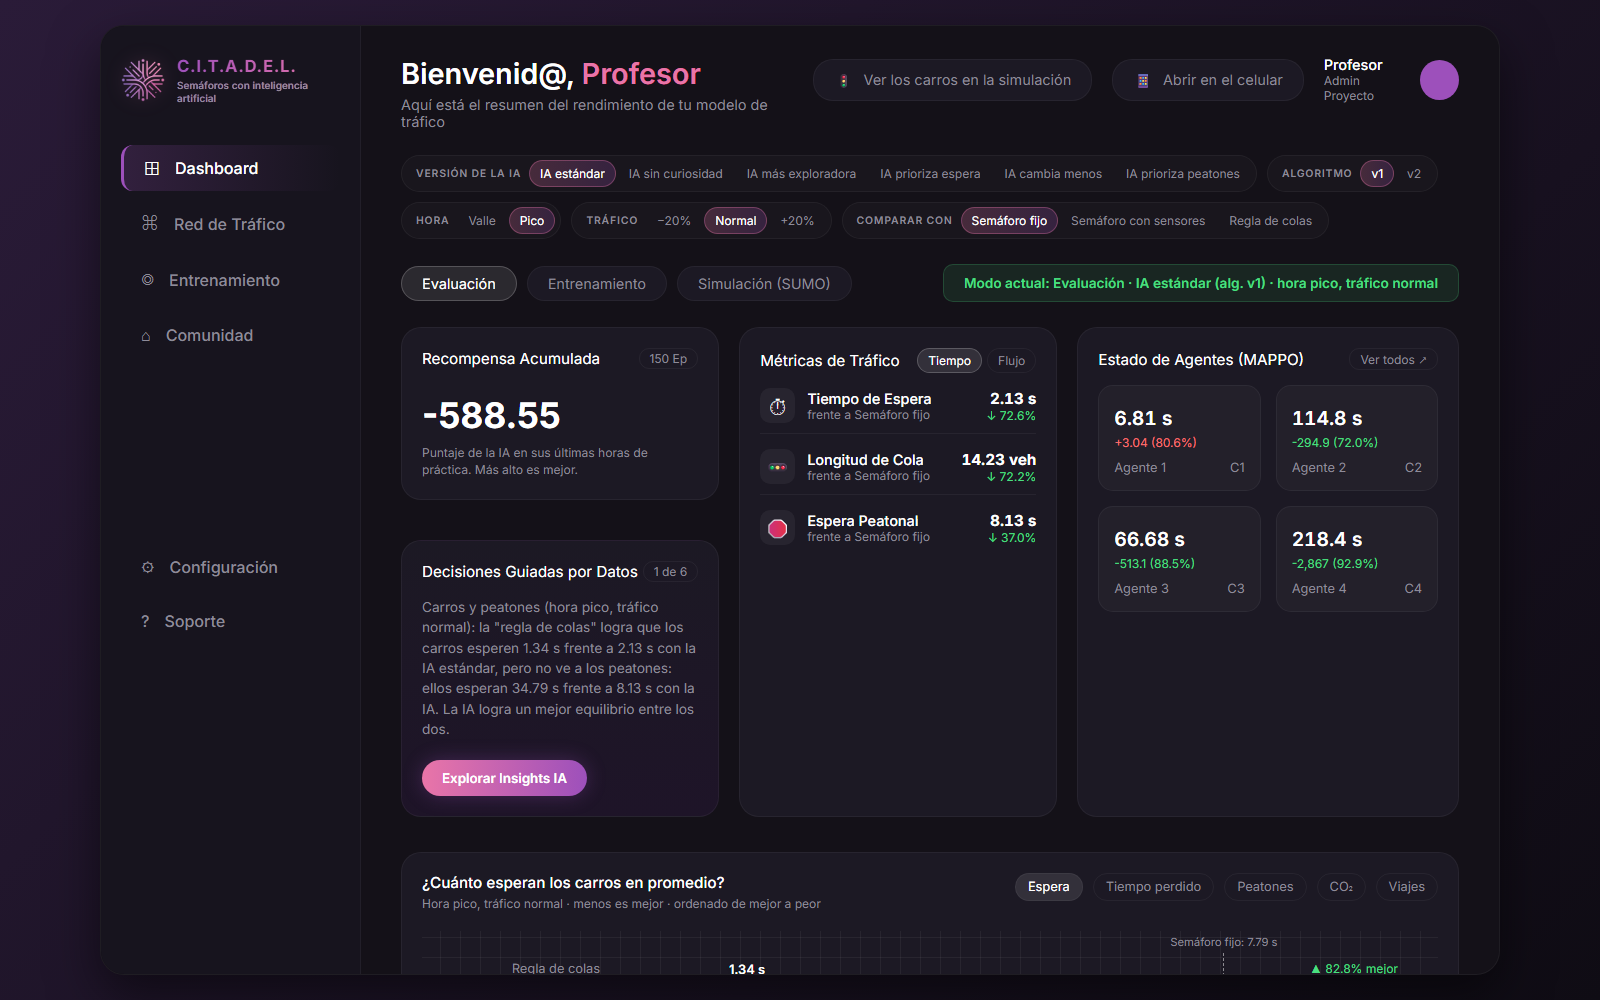 C.I.T.A.D.E.L.
Semáforos con inteligencia
artificial
Dashboard
Red de Tráfico
Entrenamiento
Comunidad
Configuración
? Soporte
Bienvenid@, Profesor
Aquí está el resumen del rendimiento de tu modelo de
tráfico
Ver los carros en la simulación
Abrir en el celular
Profesor
Admin
Proyecto
VERSIÓN DE LA IA IA estándar IA sin curiosidad IA más exploradora IA prioriza espera IA cambia menos IA prioriza peatones
ALGORITMO v1 v2
HORA Valle Pico
TRÁFICO −20% Normal +20%
COMPARAR CON Semáforo fijo Semáforo con sensores Regla de colas
Evaluación Entrenamiento Simulación (SUMO)
Modo actual: Evaluación · IA estándar (alg. v1) · hora pico, tráfico normal
Recompensa Acumulada 150 Ep
-588.55
Puntaje de la IA en sus últimas horas de
práctica. Más alto es mejor.
Decisiones Guiadas por Datos 1 de 6
Carros y peatones (hora pico, tráfico
normal): la "regla de colas" logra que los
carros esperen 1.34 s frente a 2.13 s con la
IA estándar, pero no ve a los peatones:
ellos esperan 34.79 s frente a 8.13 s con la
IA. La IA logra un mejor equilibrio entre los
dos.
Explorar Insights IA
Métricas de Tráfico Tiempo Flujo
Tiempo de Espera 2.13 s
frente a Semáforo fijo ↓ 72.6%
Longitud de Cola 14.23 veh
frente a Semáforo fijo ↓ 72.2%
Espera Peatonal 8.13 s
frente a Semáforo fijo ↓ 37.0%
Estado de Agentes (MAPPO) Ver todos ↗
6.81 s
+3.04 (80.6%)
Agente 1 C1
114.8 s
-294.9 (72.0%)
Agente 2 C2
66.68 s
-513.1 (88.5%)
Agente 3 C3
218.4 s
-2,867 (92.9%)
Agente 4 C4
¿Cuánto esperan los carros en promedio?
Hora pico, tráfico normal · menos es mejor · ordenado de mejor a peor
Espera Tiempo perdido Peatones CO₂ Viajes
Semáforo fijo: 7.79 s
Regla de colas 1.34 s ▲ 82.8% mejor